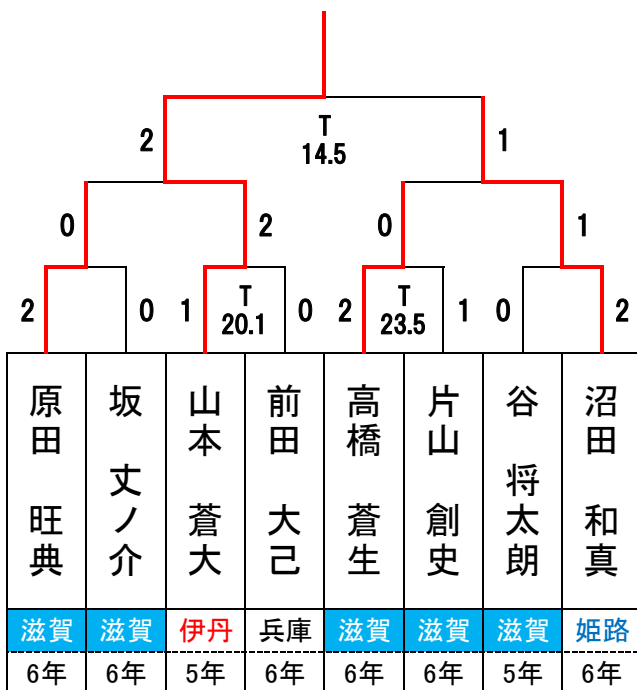 T
2 14.5 1
0 2 0 1
T T
2 0 1 20.1 0 2 23.5 1 0 2
原田 旺典
坂 丈ノ介
山本 蒼大
前田 大己
高橋 蒼生
片山 創史
谷 将太朗
沼田 和真
滋賀 滋賀 伊丹 兵庫 滋賀 滋賀 滋賀 姫路
6年 6年 5年 6年 6年 6年 5年 6年